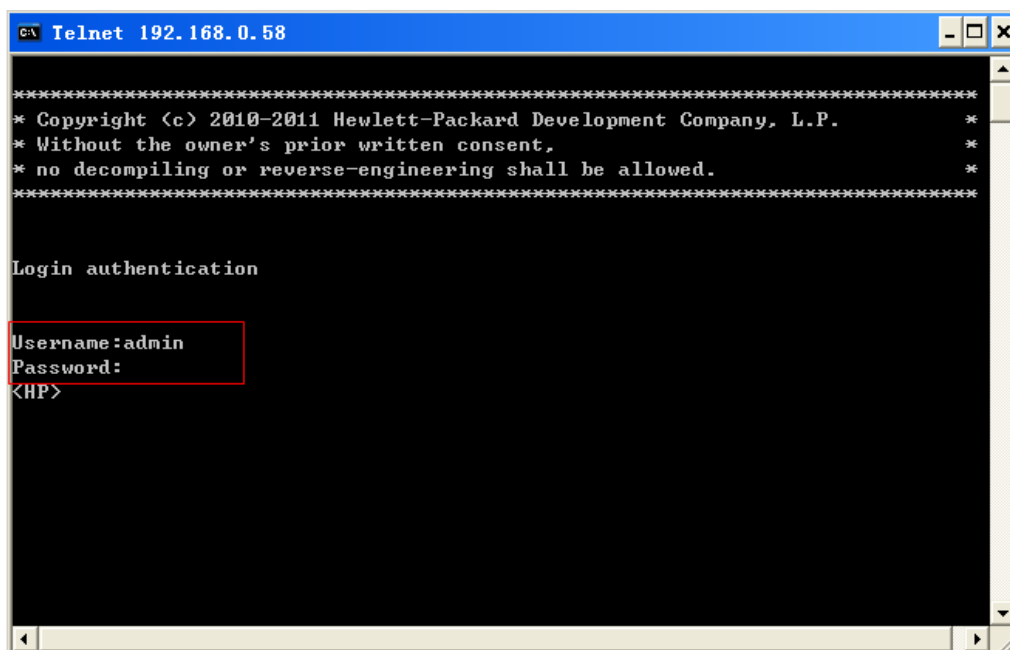 Telnet 192.168.0.58
*******************************************************************************
* Copyright (c) 2010-2011 Hewlett-Packard Development Company, L.P. *
* Without the owner's prior written consent, *
* no decompiling or reverse-engineering shall be allowed. *
*******************************************************************************
Login authentication
Username:admin
Password:
<HP>